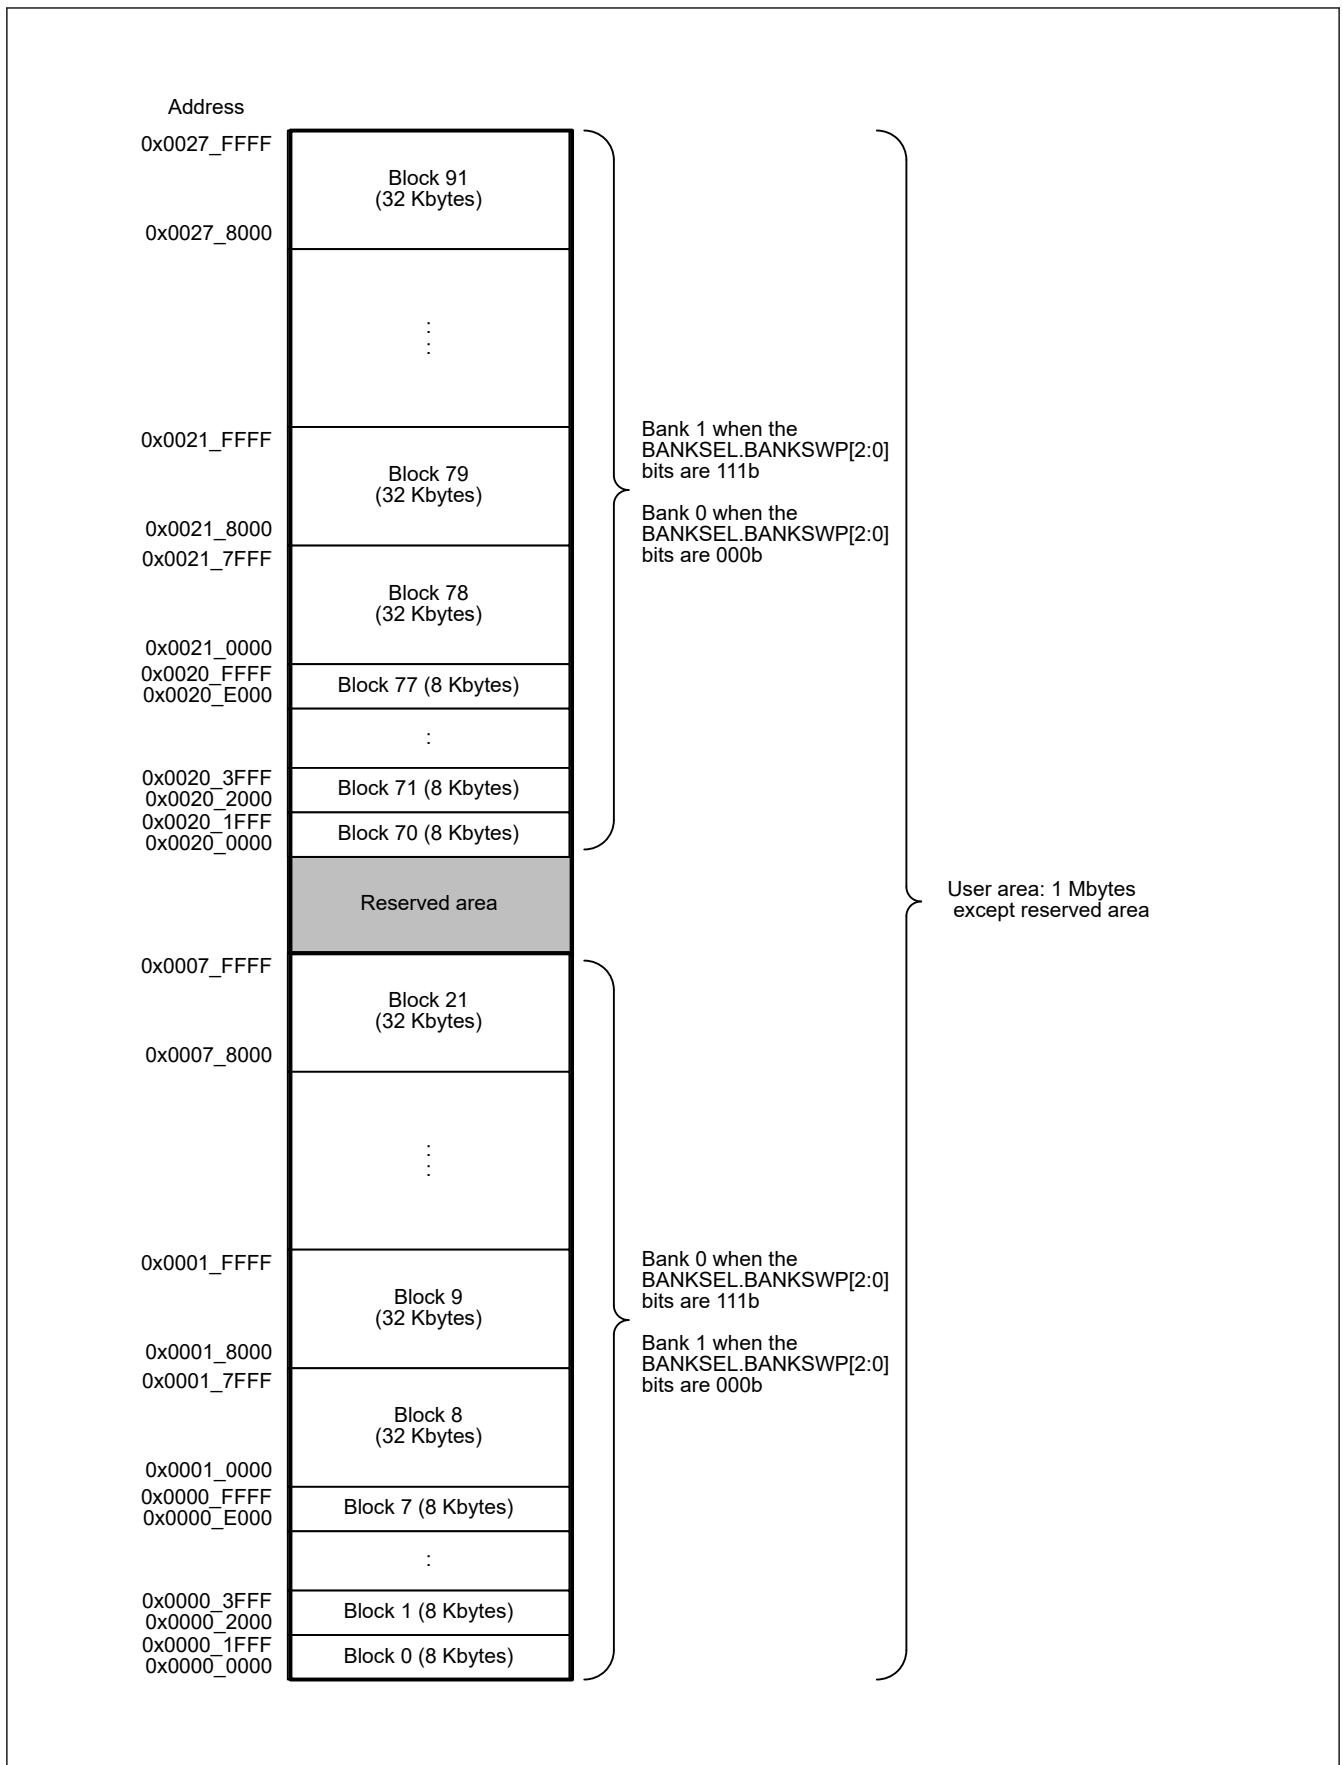 Address
0x0027_FFFF
Block 91
(32 Kbytes)
0x0027_8000
:
:
0x0021_FFFF
Block 79
(32 Kbytes)
0x0021_8000
0x0021_7FFF
Block 78
(32 Kbytes)
0x0021_0000
0x0020_FFFF
0x0020_E000
Block 77 (8 Kbytes)
:
0x0020_3FFF
0x0020_2000
Block 71 (8 Kbytes)
0x0020_1FFF
0x0020_0000
Block 70 (8 Kbytes)
Bank 1 when the
BANKSEL.BANKSWP[2:0]
bits are 111b
Bank 0 when the
BANKSEL.BANKSWP[2:0]
bits are 000b
Reserved area
User area: 1 Mbytes
except reserved area
0x0007_FFFF
Block 21
(32 Kbytes)
0x0007_8000
:
:
0x0001_FFFF
Block 9
(32 Kbytes)
0x0001_8000
0x0001_7FFF
Block 8
(32 Kbytes)
0x0001_0000
0x0000_FFFF
0x0000_E000
Block 7 (8 Kbytes)
:
0x0000_3FFF
0x0000_2000
Block 1 (8 Kbytes)
0x0000_1FFF
0x0000_0000
Block 0 (8 Kbytes)
Bank 0 when the
BANKSEL.BANKSWP[2:0]
bits are 111b
Bank 1 when the
BANKSEL.BANKSWP[2:0]
bits are 000b